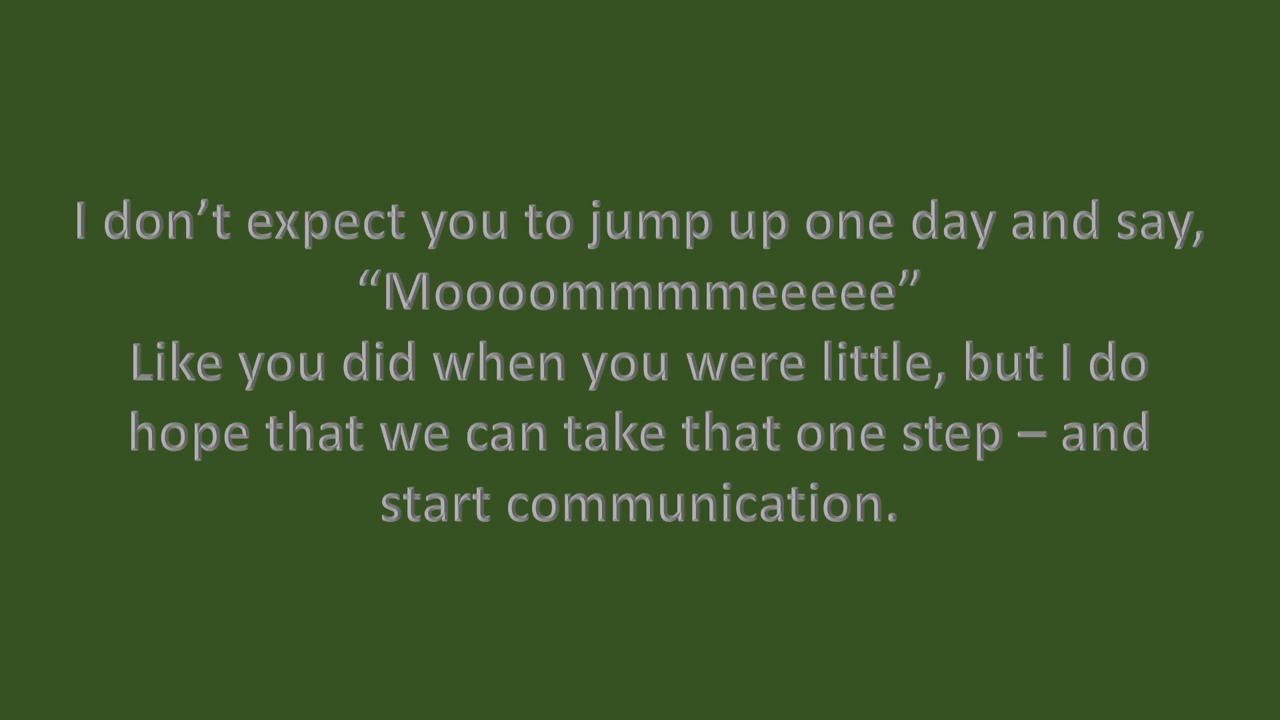 I don’t expect you to jump up one day and say,
“Moooommmmeeeee”
Like you did when you were little, but I do
hope that we can take that one step – and
start communication.